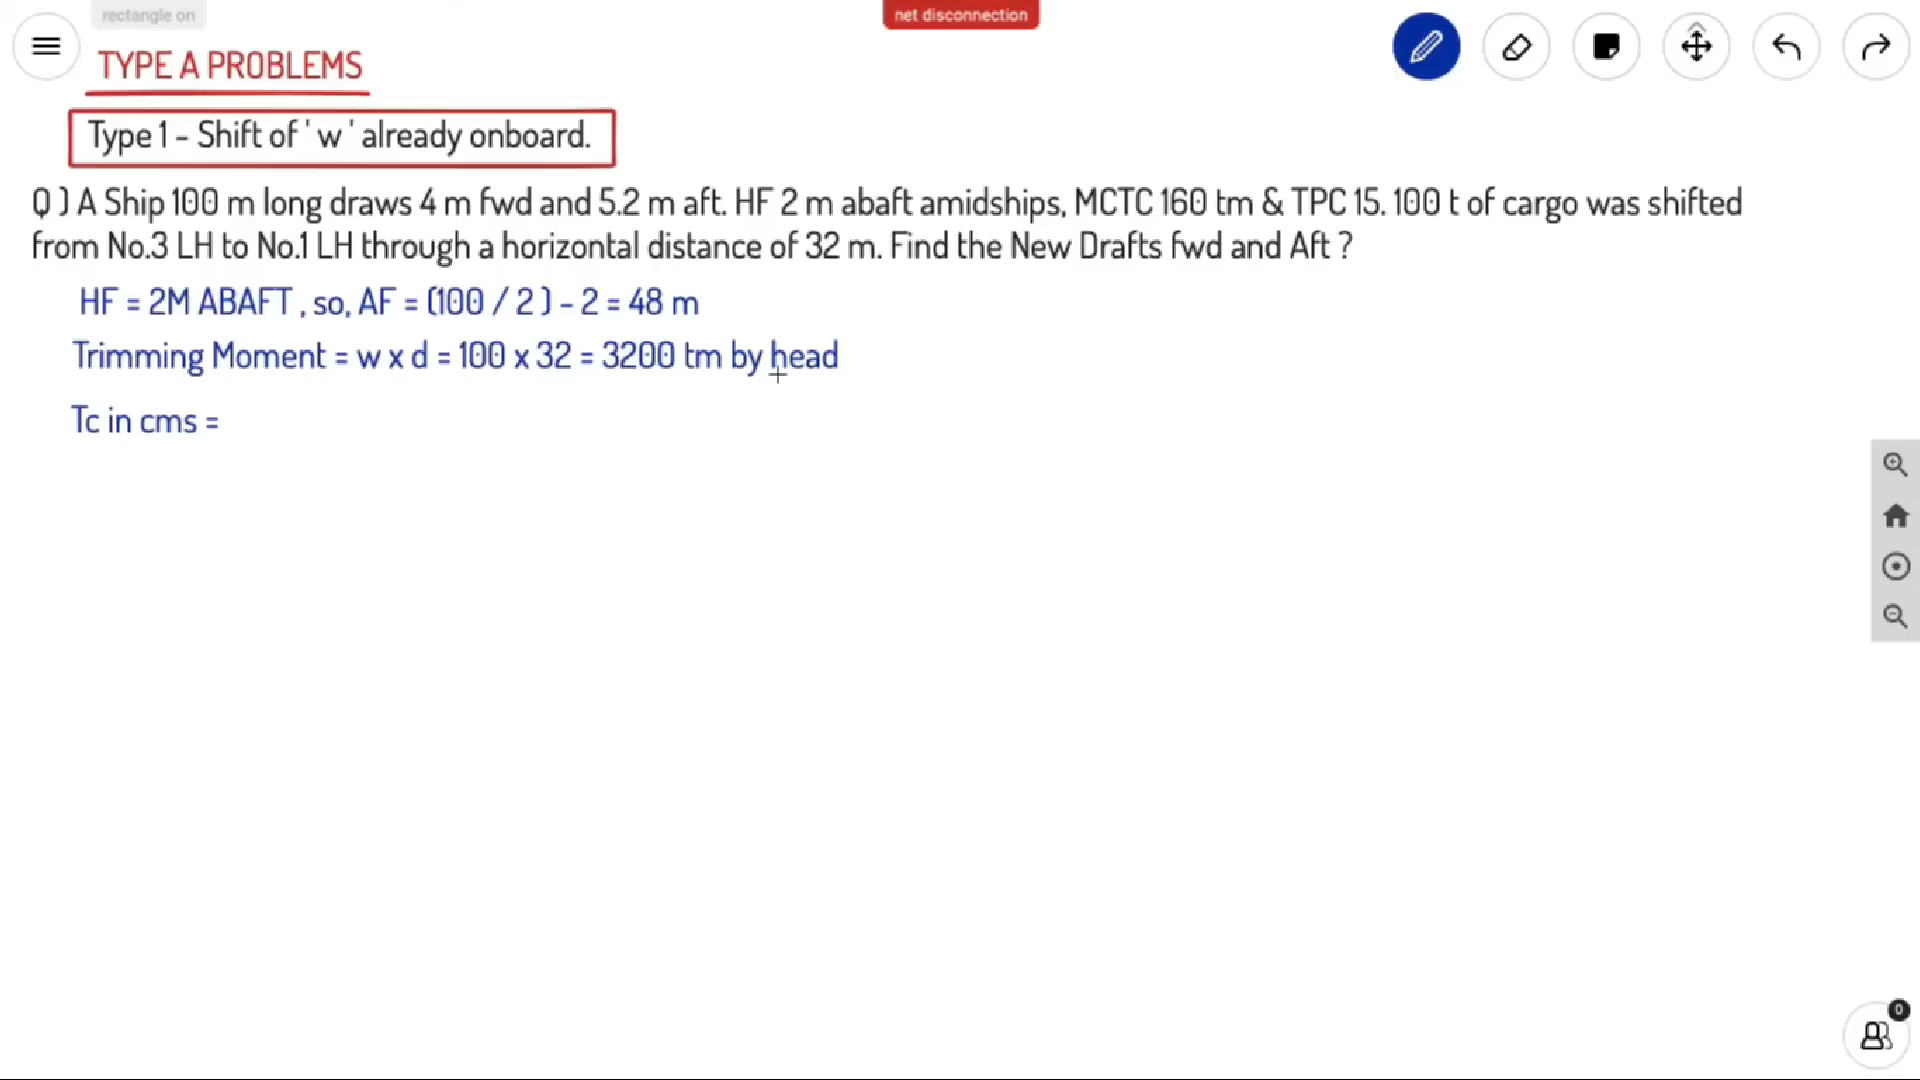 rectangle on
net disconnection
TYPE A PROBLEMS
Type 1 - Shift of ' w ' already onboard.
Q ) A Ship 100 m long draws 4 m fwd and 5.2 m aft. HF 2 m abaft amidships, MCTC 160 tm & TPC 15. 100 t of cargo was shifted
from No.3 LH to No.1 LH through a horizontal distance of 32 m. Find the New Drafts fwd and Aft ?
HF = 2M ABAFT , so, AF = (100 / 2 ) - 2 = 48 m
Trimming Moment = w x d = 100 x 32 = 3200 tm by head
Tc in cms =
0